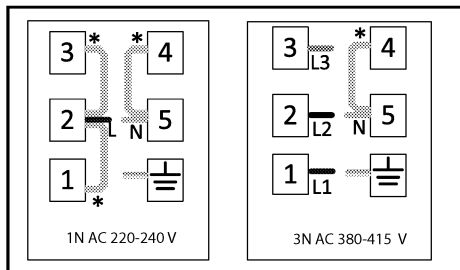 3 * * 4
2 L N 5
1 *
1N AC 220-240 V
3 L3 * 4
2 L2 N 5
1 L1
3N AC 380-415 V